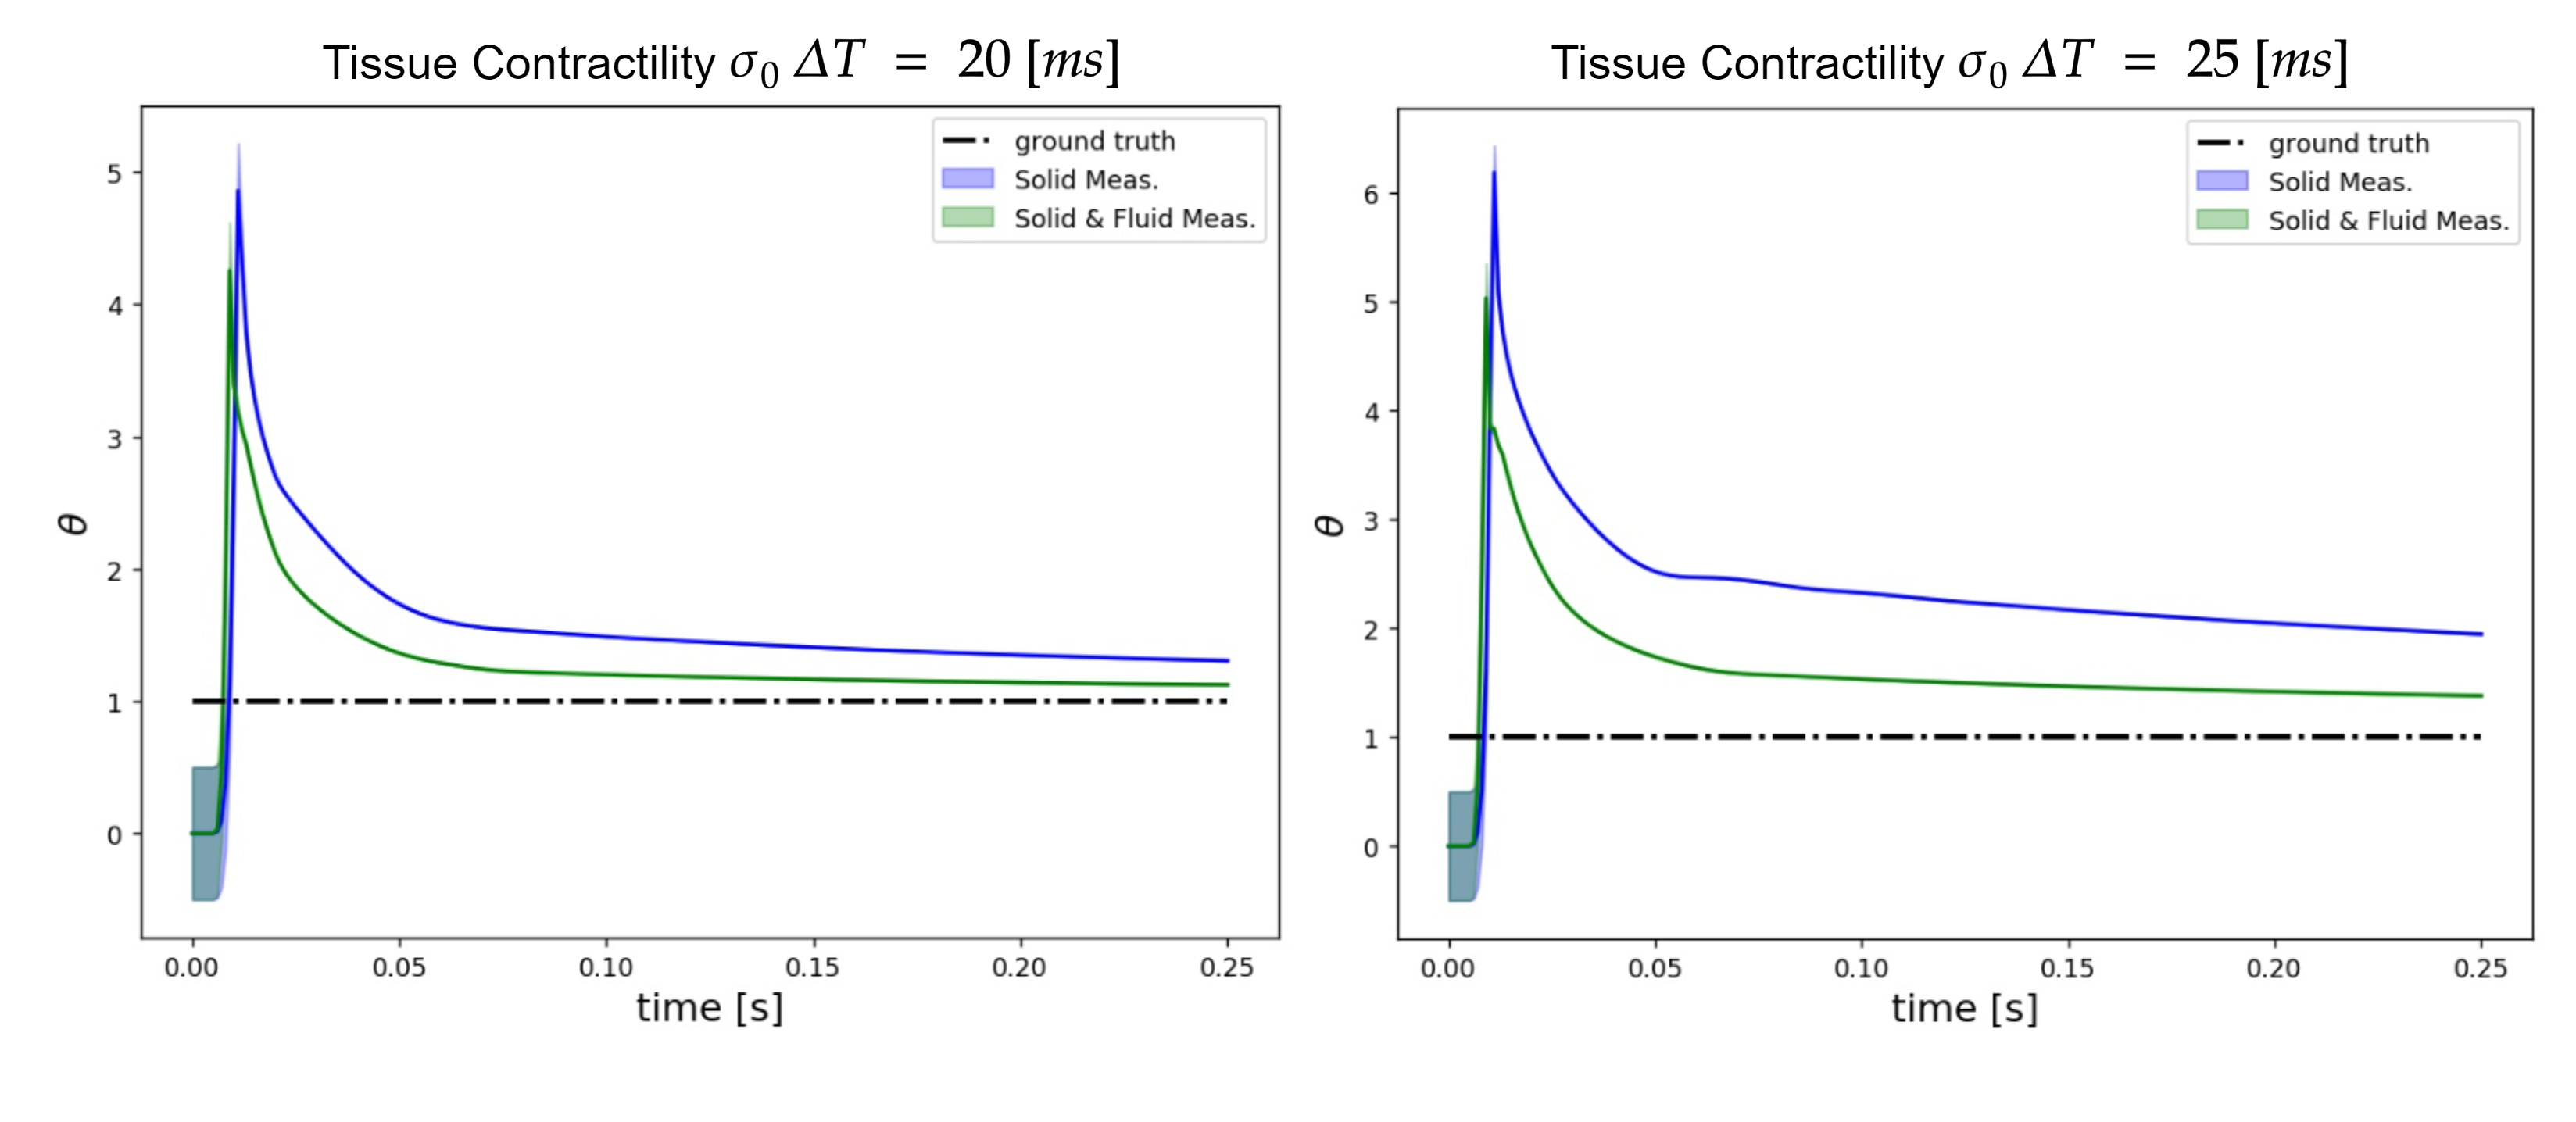 Tissue Contractility σ₀ ΔT = 20 [ms]
ground truth
Solid Meas.
Solid & Fluid Meas.
5
4
3
2
1
0
θ
0.00 0.05 0.10 0.15 0.20 0.25
time [s]
Tissue Contractility σ₀ ΔT = 25 [ms]
ground truth
Solid Meas.
Solid & Fluid Meas.
6
5
4
3
2
1
0
θ
0.00 0.05 0.10 0.15 0.20 0.25
time [s]